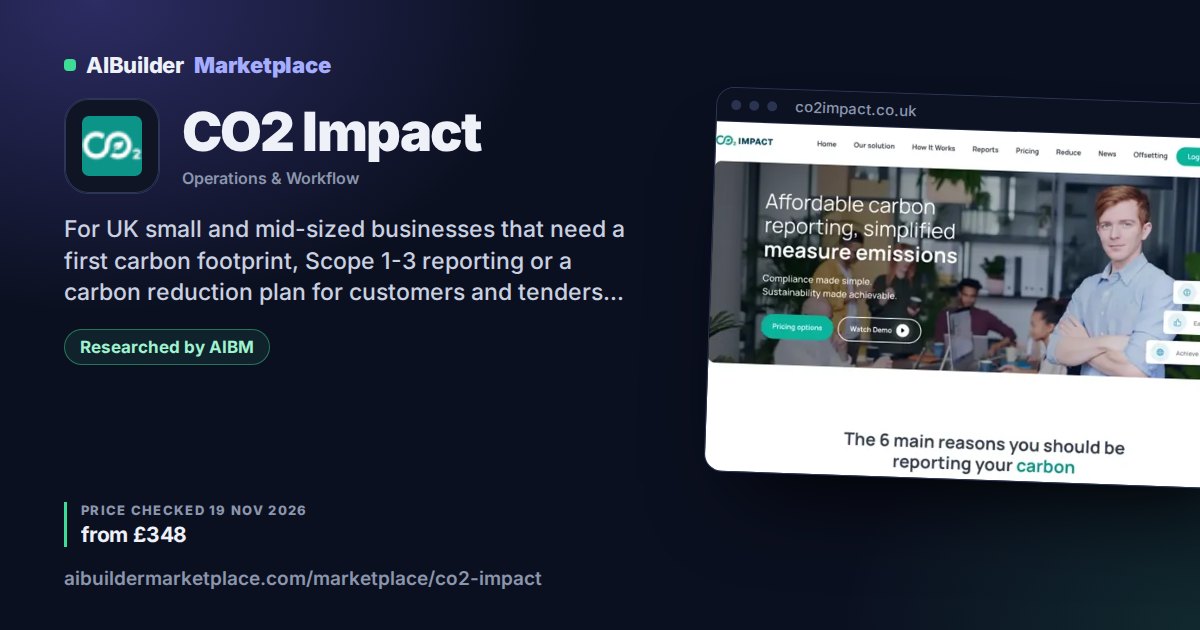 AIBuilder Marketplace
CO2
CO2 Impact
Operations & Workflow
For UK small and mid-sized businesses that need a
first carbon footprint, Scope 1-3 reporting or a
carbon reduction plan for customers and tenders...
Researched by AIBM
PRICE CHECKED 19 NOV 2026
from £348
aibuildermarketplace.com/marketplace/co2-impact
co2impact.co.uk
CO2 IMPACT
Home Our solution How It Works Reports Pricing Reduce News Offsetting Log
Affordable carbon
reporting, simplified
measure emissions
Compliance made simple.
Sustainability made achievable.
Pricing options Watch Demo
Achieve
The 6 main reasons you should be
reporting your carbon